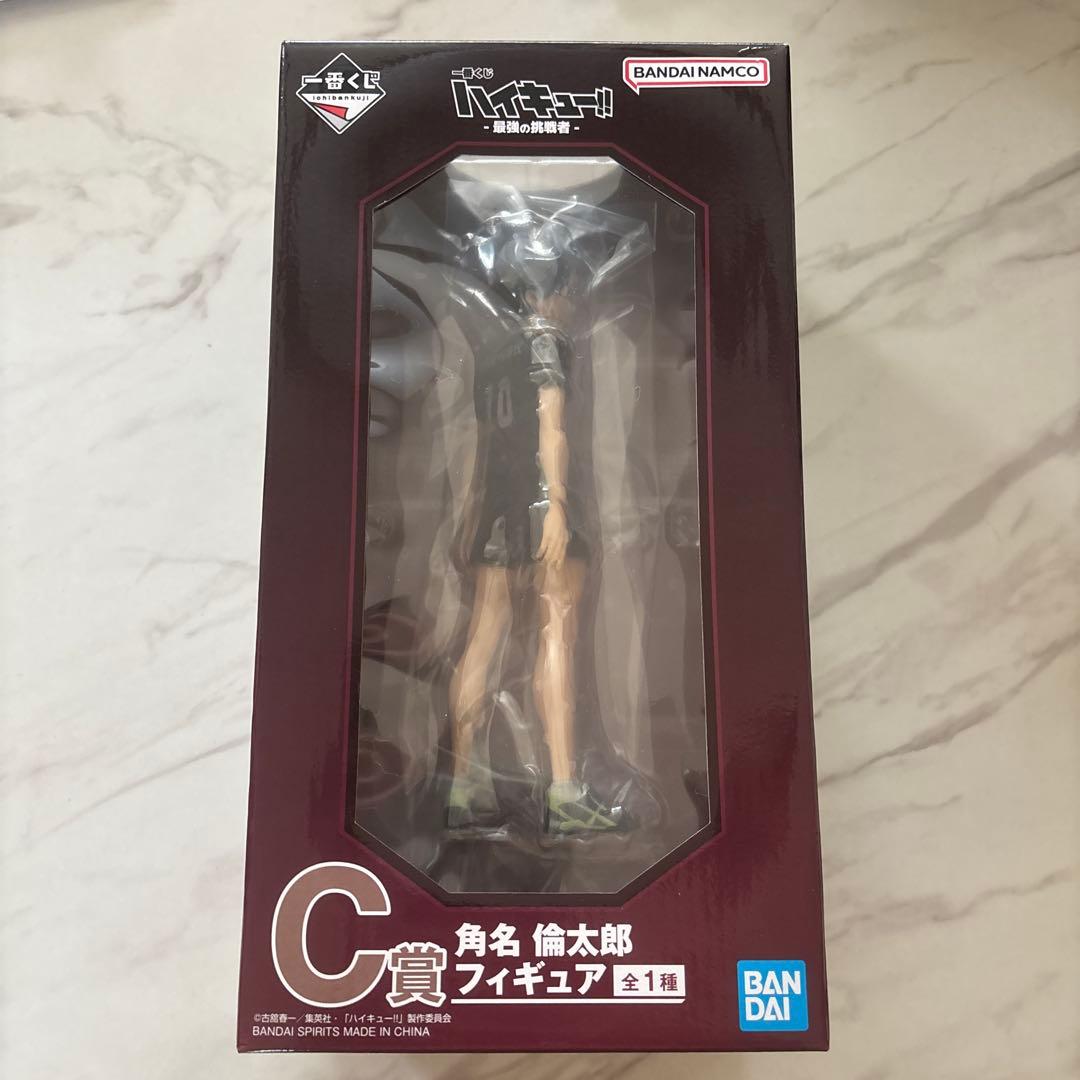 一番くじ
ichibankuji
一番くじ
ハイキュー!!
- 最強の挑戦者 -
BANDAI NAMCO
10
C賞
角名 倫太郎
フィギュア 全1種
©古舘春一/集英社・「ハイキュー!!」製作委員会
BANDAI SPIRITS MADE IN CHINA
BAN
DAI